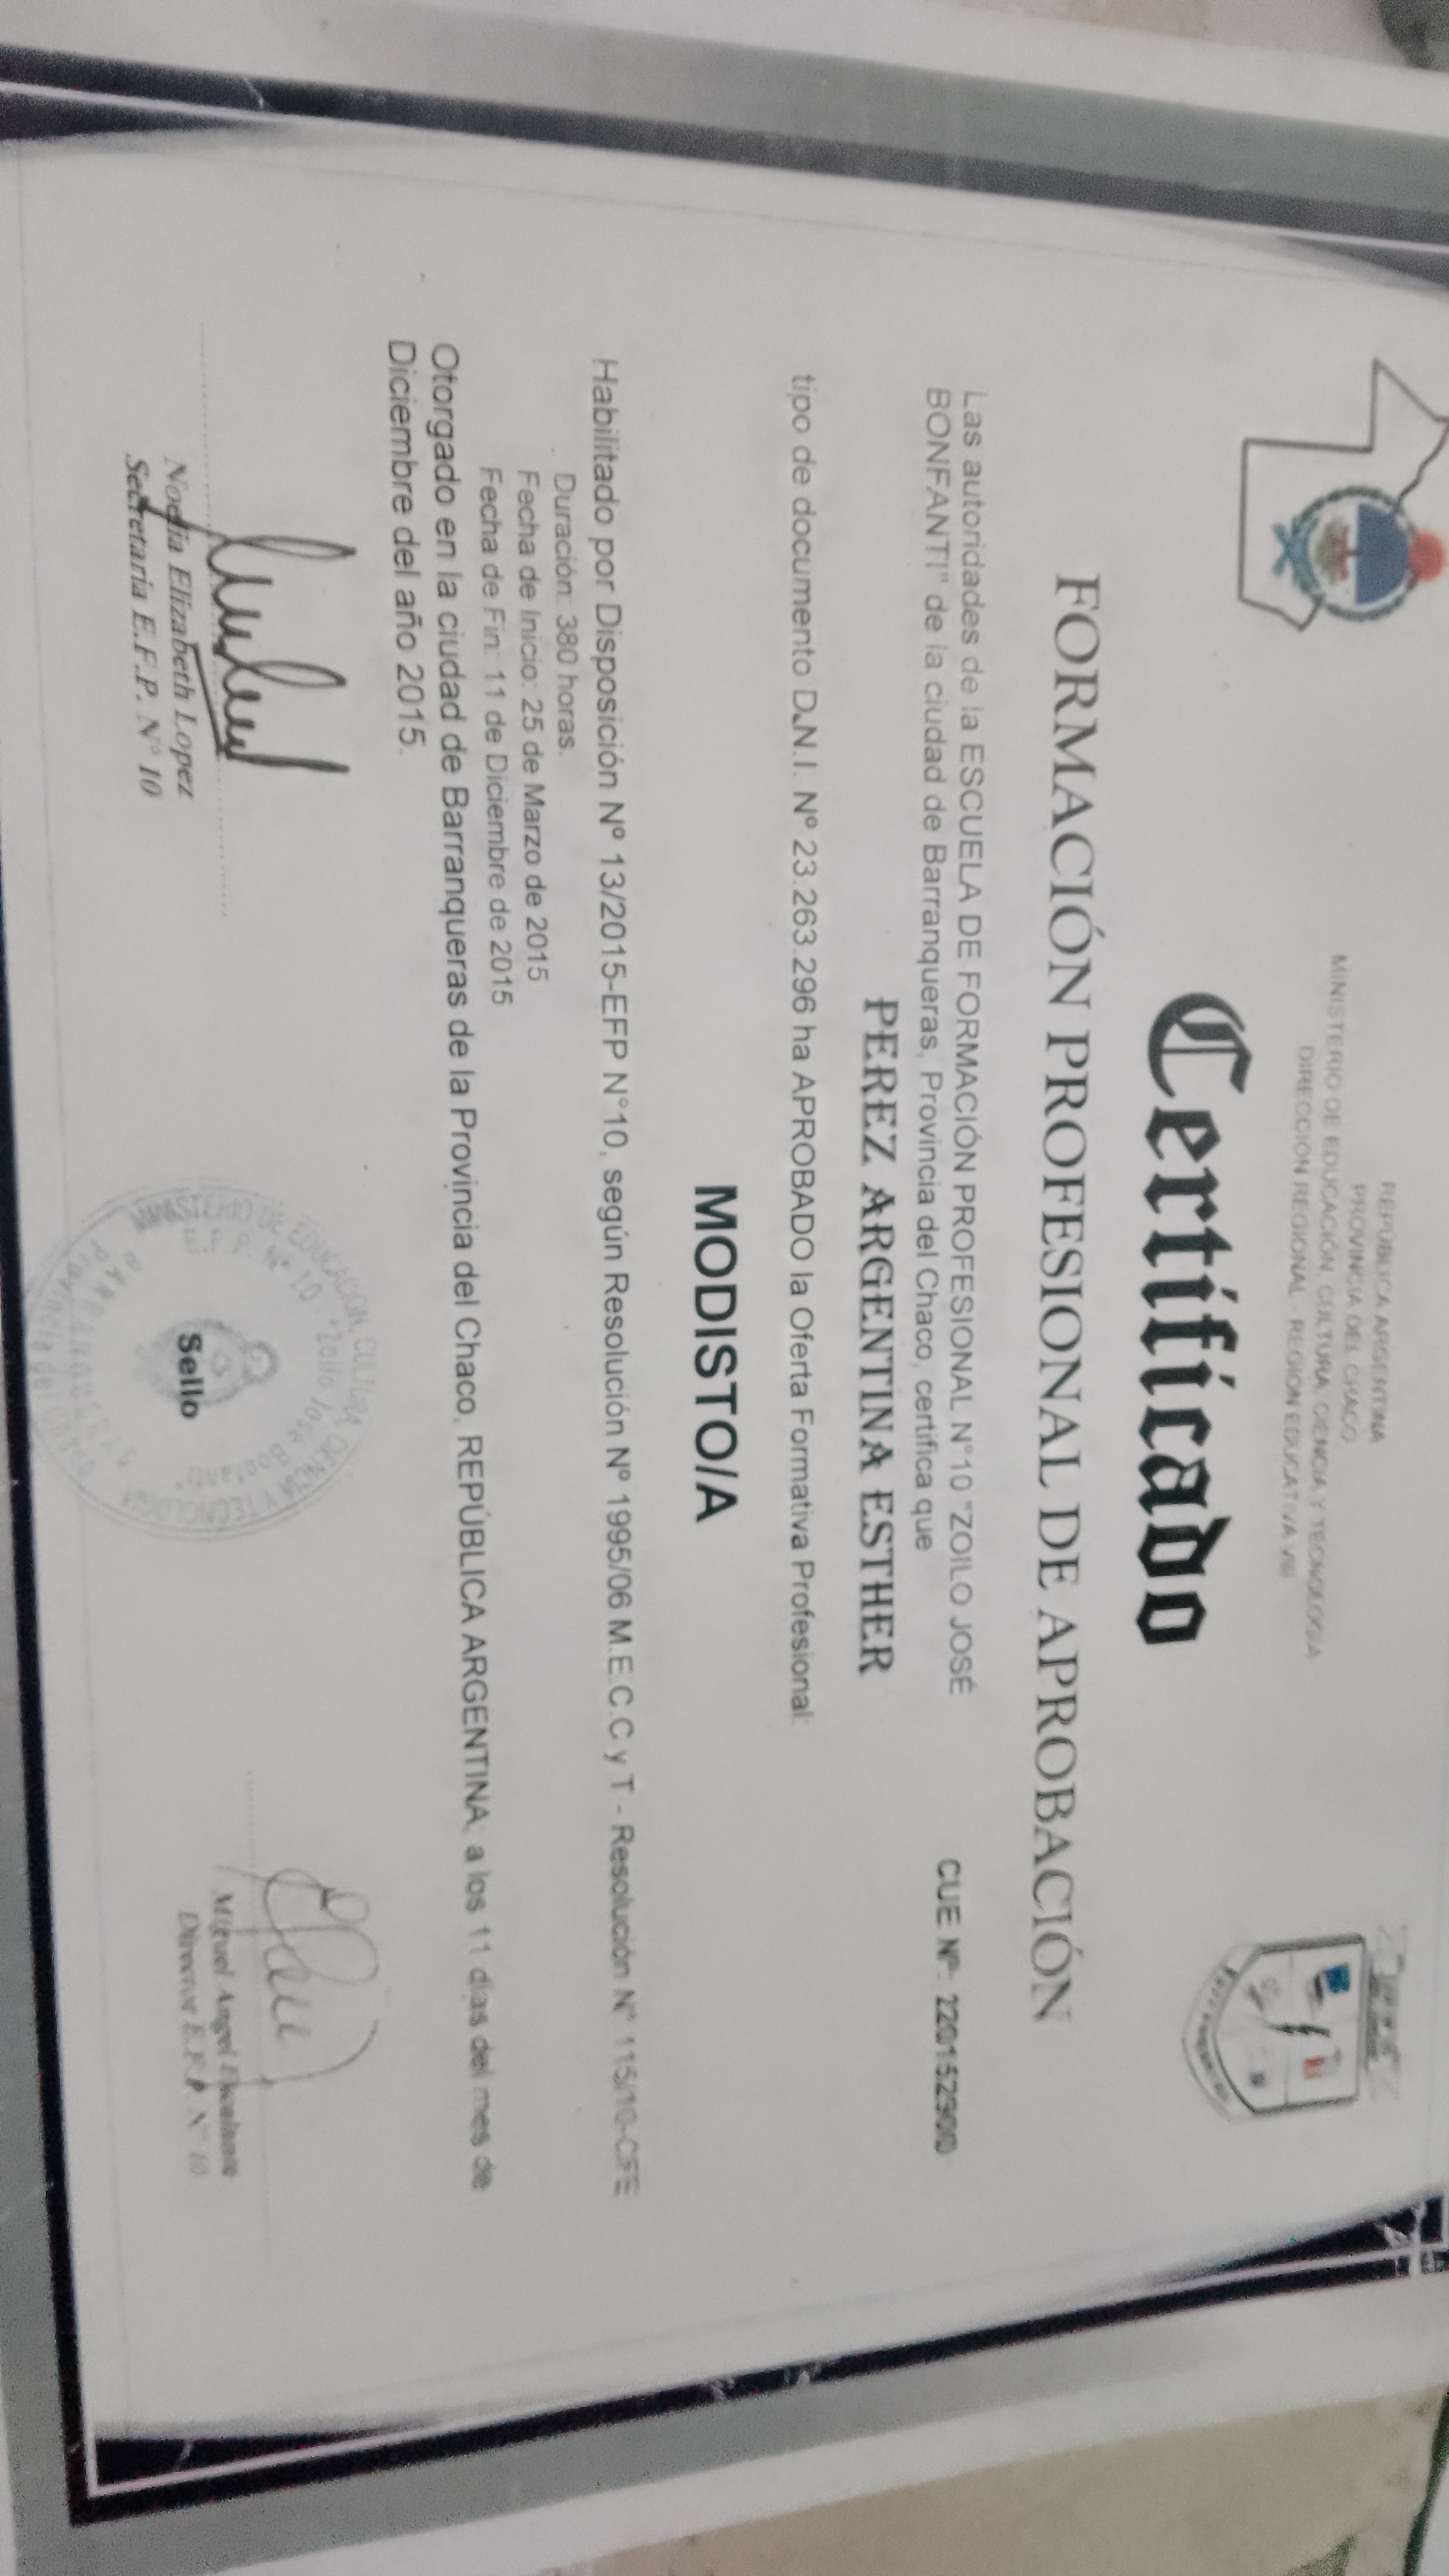 REPÚBLICA ARGENTINA
PROVINCIA DEL CHACO
MINISTERIO DE EDUCACIÓN, CULTURA, CIENCIA Y TECNOLOGIA
DIRECCION REGIONAL - REGION EDUCATIVA VIII
Certificado
FORMACIÓN PROFESIONAL DE APROBACIÓN
CUE Nº: 220152900
Las autoridades de la ESCUELA DE FORMACIÓN PROFESIONAL N°10 "ZOILO JOSÉ
BONFANTI" de la ciudad de Barranqueras, Provincia del Chaco, certifica que
PEREZ ARGENTINA ESTHER
tipo de documento D.N.I. Nº 23.263.296 ha APROBADO la Oferta Formativa Profesional:
MODISTO/A
Habilitado por Disposición Nº 13/2015-EFP N°10, según Resolución Nº 1995/06 M.E.C.C y T - Resolución N° 115/10-CFE
Duración: 380 horas.
Fecha de Inicio: 25 de Marzo de 2015
Fecha de Fin: 11 de Diciembre de 2015
Otorgado en la ciudad de Barranqueras de la Provincia del Chaco, REPÚBLICA ARGENTINA, a los 11 días del mes de
Diciembre del año 2015.
Noelia Elizabeth Lopez
Secretaria E.F.P. N° 10
MINISTERIO DE EDUCACION, CULTURA, CIENCIA Y TECNOLOGIA
E.F.P. N° 10 "Zoilo José Bonfanti"
BARRANQUERAS
Provincia del Chaco
Sello
Miguel Angel
Director E.F.P. N° 10